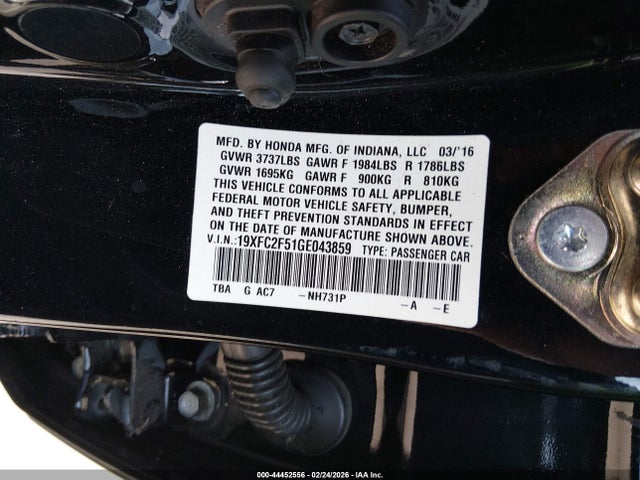 MFD. BY HONDA MFG. OF INDIANA, LLC 03/'16
GVWR 3737LBS GAWR F 1984LBS R 1786LBS
GVWR 1695KG GAWR F 900KG R 810KG
THIS VEHICLE CONFORMS TO ALL APPLICABLE
FEDERAL MOTOR VEHICLE SAFETY, BUMPER,
AND THEFT PREVENTION STANDARDS IN EFFECT
ON THE DATE OF MANUFACTURE SHOWN ABOVE.
V.I.N.:19XFC2F51GE043859 TYPE: PASSENGER CAR
TBA G AC7 -NH731P -A -E
000-44452556 - 02/24/2026 - IAA Inc.